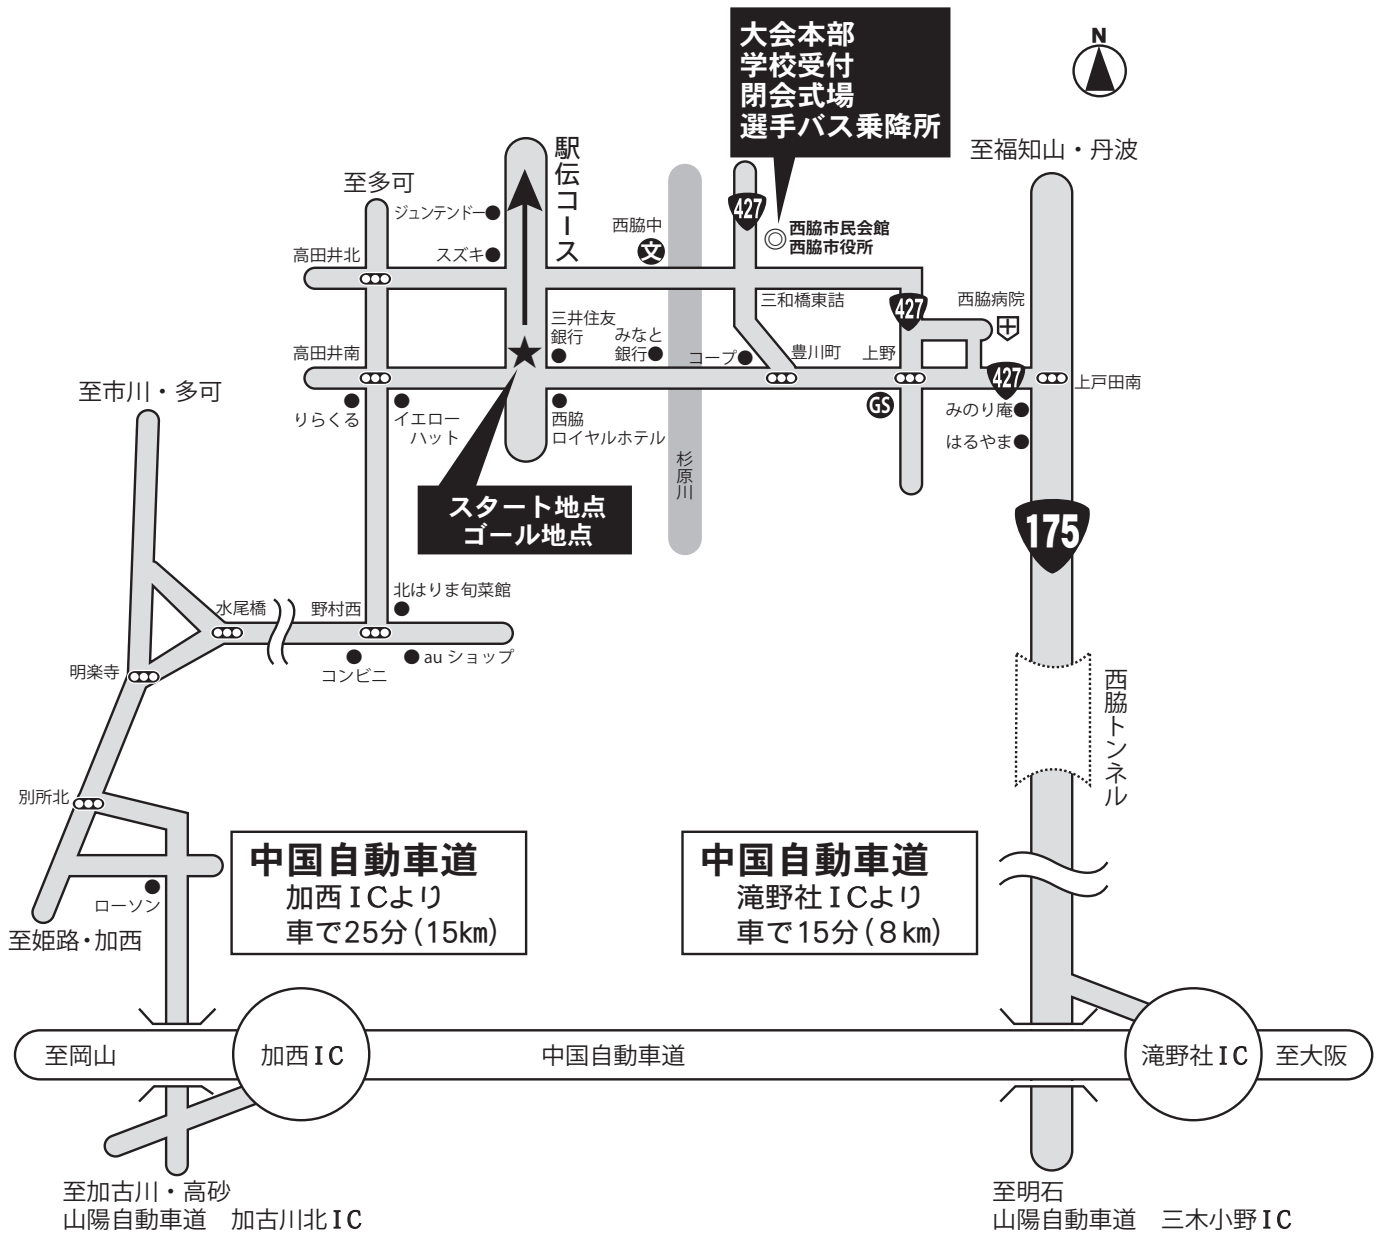 大会本部
学校受付
閉会式場
選手バス乗降所
N
至福知山・丹波
至多可
駅伝コース
ジュンテンドー
427
西脇中
文
西脇市民会館
西脇市役所
高田井北
スズキ
三和橋東詰
427
西脇病院
三井住友
銀行
みなと
銀行
コープ
豊川町
上野
高田井南
427
上戸田南
至市川・多可
りらくる
イエロー
ハット
西脇
ロイヤルホテル
GS
みのり庵
はるやま
杉原川
スタート地点
ゴール地点
175
北はりま旬菜館
水尾橋
野村西
コンビニ
au ショップ
明楽寺
西脇トンネル
別所北
中国自動車道
加西ICより
車で25分(15km)
中国自動車道
滝野社ICより
車で15分(8km)
ローソン
至姫路・加西
至岡山
加西IC
中国自動車道
滝野社IC
至大阪
至加古川・高砂
山陽自動車道　加古川北IC
至明石
山陽自動車道　三木小野IC